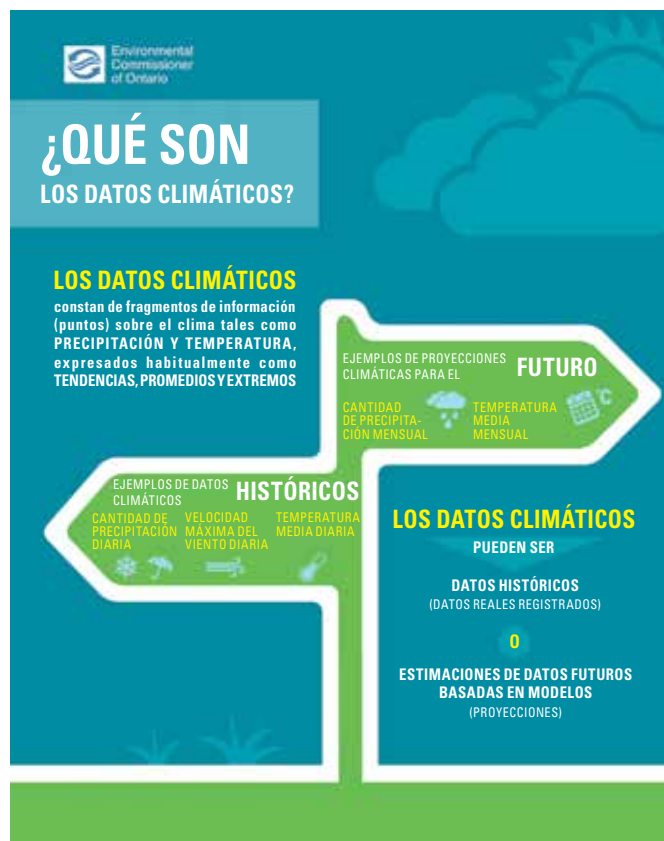 Environmental
Commissioner
of Ontario
¿QUÉ SON
LOS DATOS CLIMÁTICOS?
LOS DATOS CLIMÁTICOS
constan de fragmentos de información
(puntos) sobre el clima tales como
PRECIPITACIÓN Y TEMPERATURA,
expresados habitualmente como
TENDENCIAS, PROMEDIOS Y EXTREMOS
EJEMPLOS DE PROYECCIONES
CLIMÁTICAS PARA EL
FUTURO
CANTIDAD
DE PRECIPITA-
CIÓN MENSUAL
TEMPERATURA
MEDIA
MENSUAL
°C
EJEMPLOS DE DATOS
CLIMÁTICOS
HISTÓRICOS
CANTIDAD DE
PRECIPITACIÓN
DIARIA
VELOCIDAD
MÁXIMA DEL
VIENTO DIARIA
TEMPERATURA
MEDIA DIARIA
LOS DATOS CLIMÁTICOS
PUEDEN SER
DATOS HISTÓRICOS
(DATOS REALES REGISTRADOS)
O
ESTIMACIONES DE DATOS FUTUROS
BASADAS EN MODELOS
(PROYECCIONES)